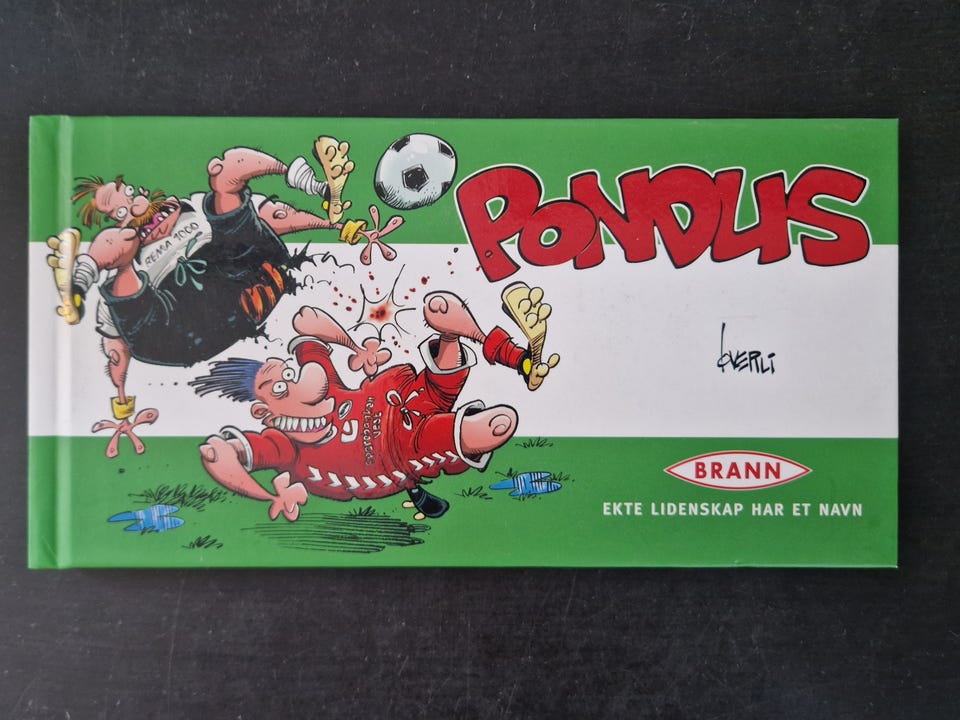 PONDUS
REMA 1000
Øverli
BRANN
EKTE LIDENSKAP HAR ET NAVN